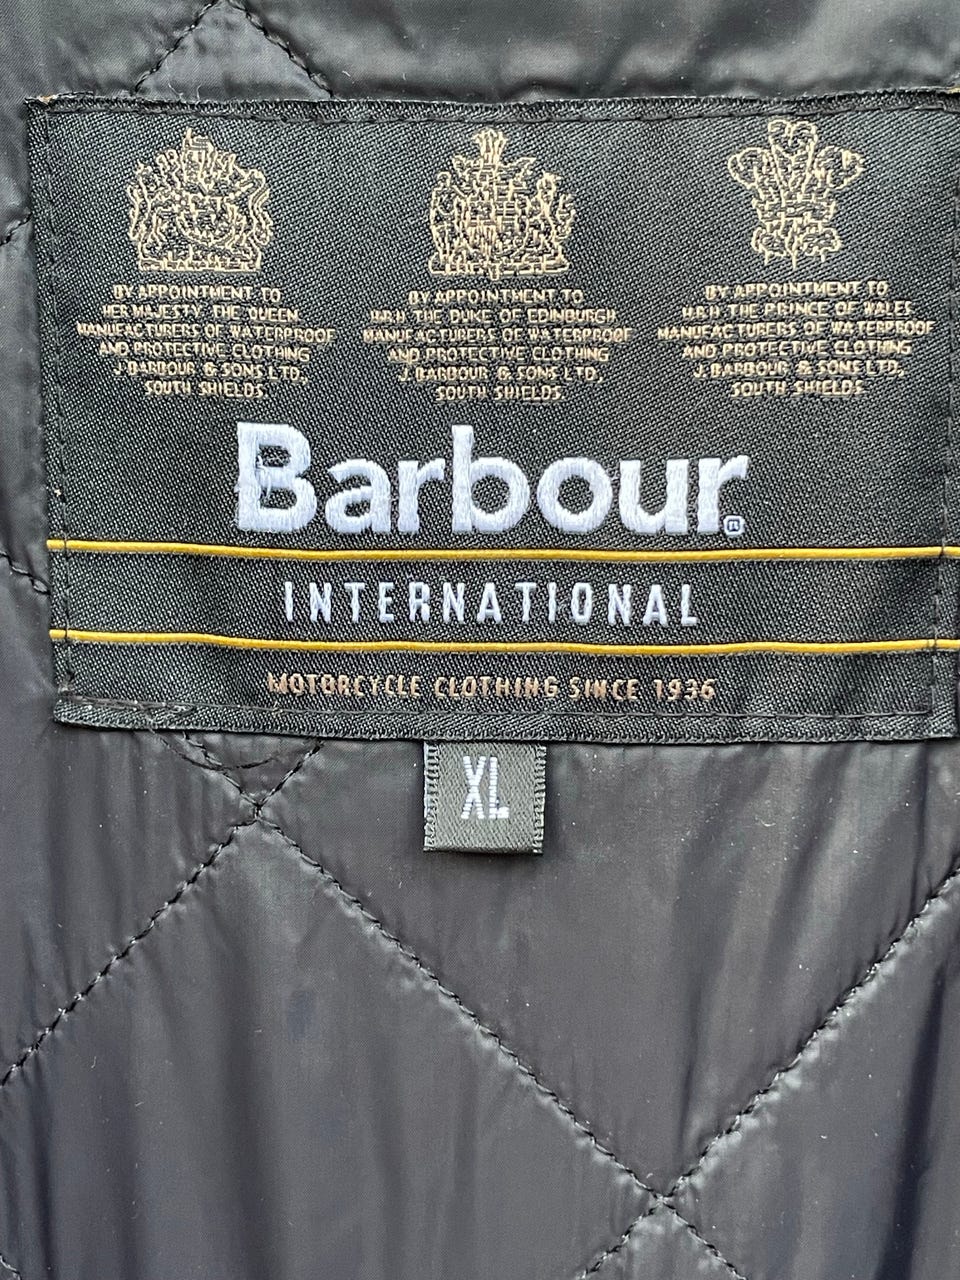 BY APPOINTMENT TO
HER MAJESTY THE QUEEN
MANUFACTURERS OF WATERPROOF
AND PROTECTIVE CLOTHING
J. BARBOUR & SONS LTD,
SOUTH SHIELDS.
BY APPOINTMENT TO
H.R.H THE DUKE OF EDINBURGH
MANUFACTURERS OF WATERPROOF
AND PROTECTIVE CLOTHING
J. BARBOUR & SONS LTD,
SOUTH SHIELDS.
BY APPOINTMENT TO
H.R.H THE PRINCE OF WALES
MANUFACTURERS OF WATERPROOF
AND PROTECTIVE CLOTHING
J. BARBOUR & SONS LTD,
SOUTH SHIELDS.
Barbour®
INTERNATIONAL
MOTORCYCLE CLOTHING SINCE 1936
XL